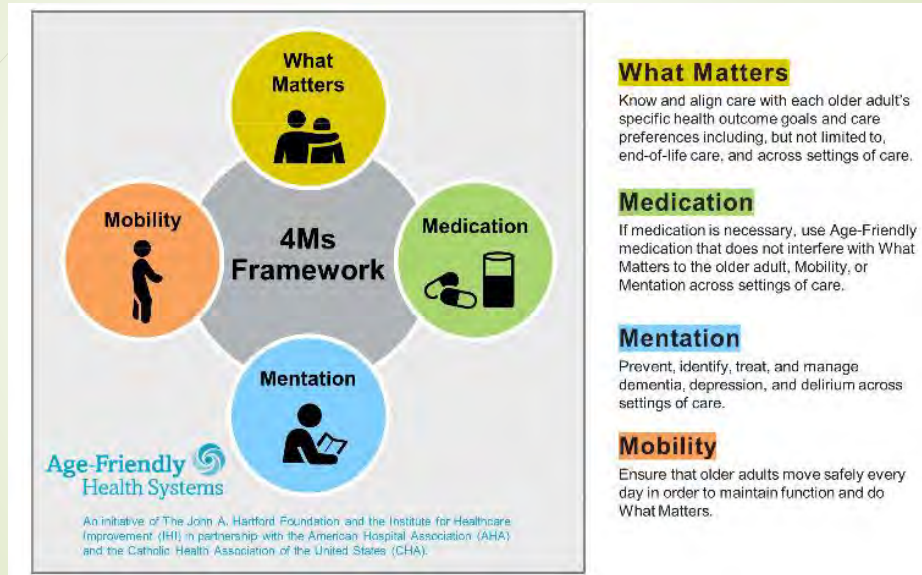 What
Matters
Mobility
Medication
4Ms
Framework
Mentation
Age-Friendly
Health Systems
An initiative of The John A. Hartford Foundation and the Institute for Healthcare
Improvement (IHI) in partnership with the American Hospital Association (AHA)
and the Catholic Health Association of the United States (CHA).
What Matters
Know and align care with each older adult's
specific health outcome goals and care
preferences including, but not limited to,
end-of-life care, and across settings of care.
Medication
If medication is necessary, use Age-Friendly
medication that does not interfere with What
Matters to the older adult, Mobility, or
Mentation across settings of care.
Mentation
Prevent, identify, treat, and manage
dementia, depression, and delirium across
settings of care.
Mobility
Ensure that older adults move safely every
day in order to maintain function and do
What Matters.